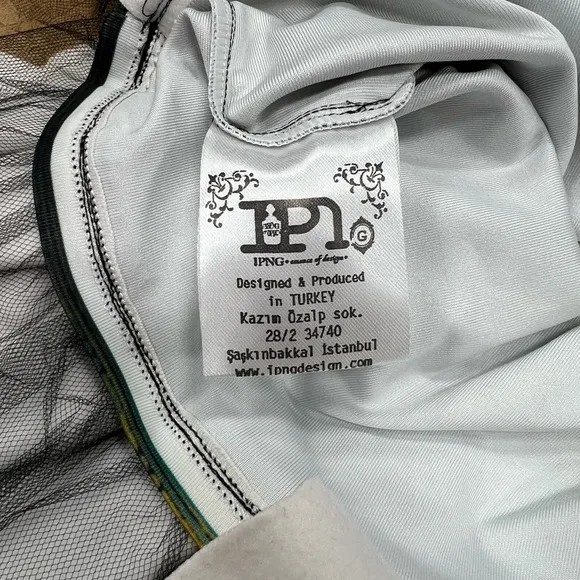 IPNG
IPNG • essence of design •
Designed & Produced
in TURKEY
Kazım Özalp sok.
28/2 34740
Şaşkınbakkal İstanbul
www.ipngdesign.com